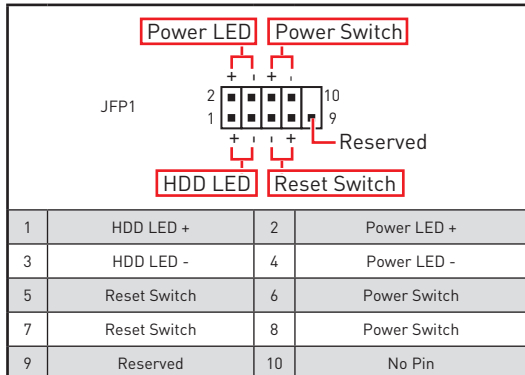 Power LED Power Switch
+ - + -
JFP1
2 10
1 9
+ - - +
Reserved
HDD LED Reset Switch
1 HDD LED + 2 Power LED +
3 HDD LED - 4 Power LED -
5 Reset Switch 6 Power Switch
7 Reset Switch 8 Power Switch
9 Reserved 10 No Pin